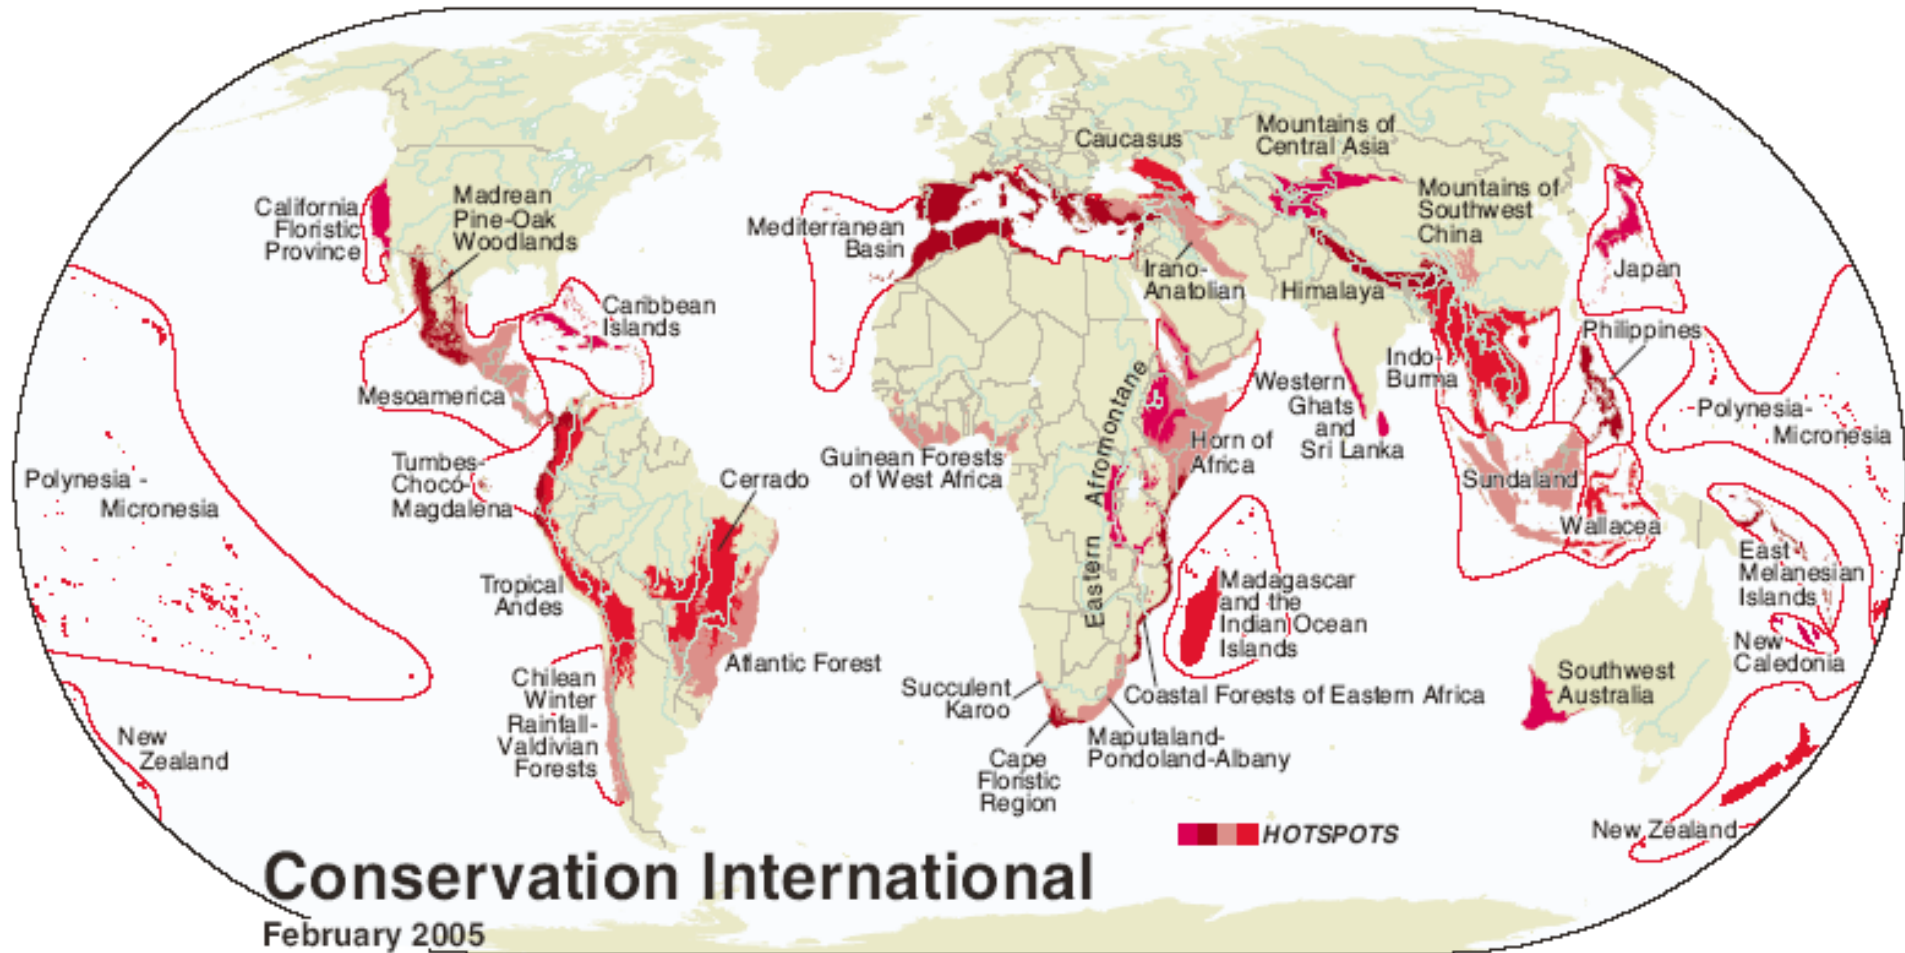 Caucasus
Mountains of
Central Asia
California
Floristic
Province
Madrean
Pine-Oak
Woodlands
Mediterranean
Basin
Mountains of
Southwest
China
Irano-
Anatolian
Himalaya
Japan
Caribbean
Islands
Philippines
Mesoamerica
Indo-
Burma
Western
Ghats
and
Sri Lanka
Polynesia-
Micronesia
Tumbes-
Chocó-
Magdalena
Cerrado
Guinean Forests
of West Africa
Eastern Afromontane
Horn of
Africa
Sundaland
Wallacea
Polynesia -
Micronesia
Tropical
Andes
Madagascar
and the
Indian Ocean
Islands
East
Melanesian
Islands
New
Caledonia
Atlantic Forest
Chilean
Winter
Rainfall-
Valdivian
Forests
Succulent
Karoo
Coastal Forests of Eastern Africa
Southwest
Australia
Maputaland-
Pondoland-Albany
Cape
Floristic
Region
New
Zealand
New Zealand
HOTSPOTS
Conservation International
February 2005